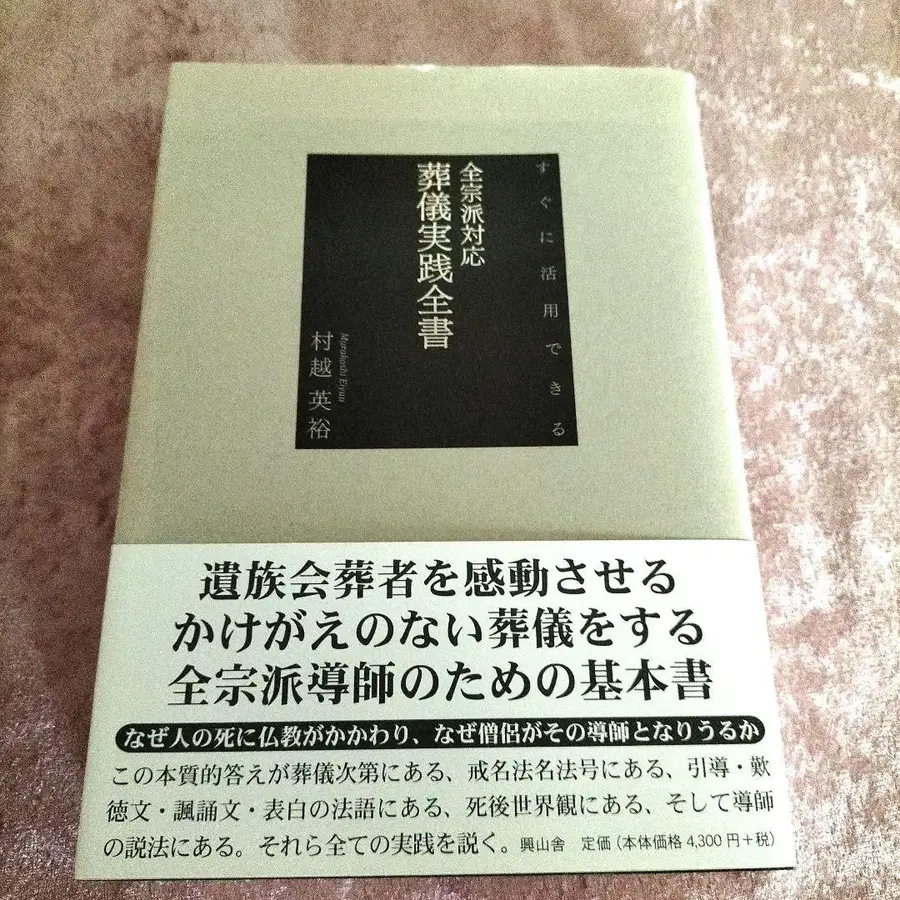 すぐに活用できる
全宗派対応
葬儀実践全書
Murakoshi Eiyuu
村越 英裕
遺族会葬者を感動させる
かけがえのない葬儀をする
全宗派導師のための基本書
なぜ人の死に仏教がかかわり、なぜ僧侶がその導師となりうるか
この本質的答えが葬儀次第にある、戒名法名法号にある、引導・歎
徳文・諷誦文・表白の法語にある、死後世界観にある、そして導師
の説法にある。それら全ての実践を説く。興山舎 定価(本体価格 4,300円+税)